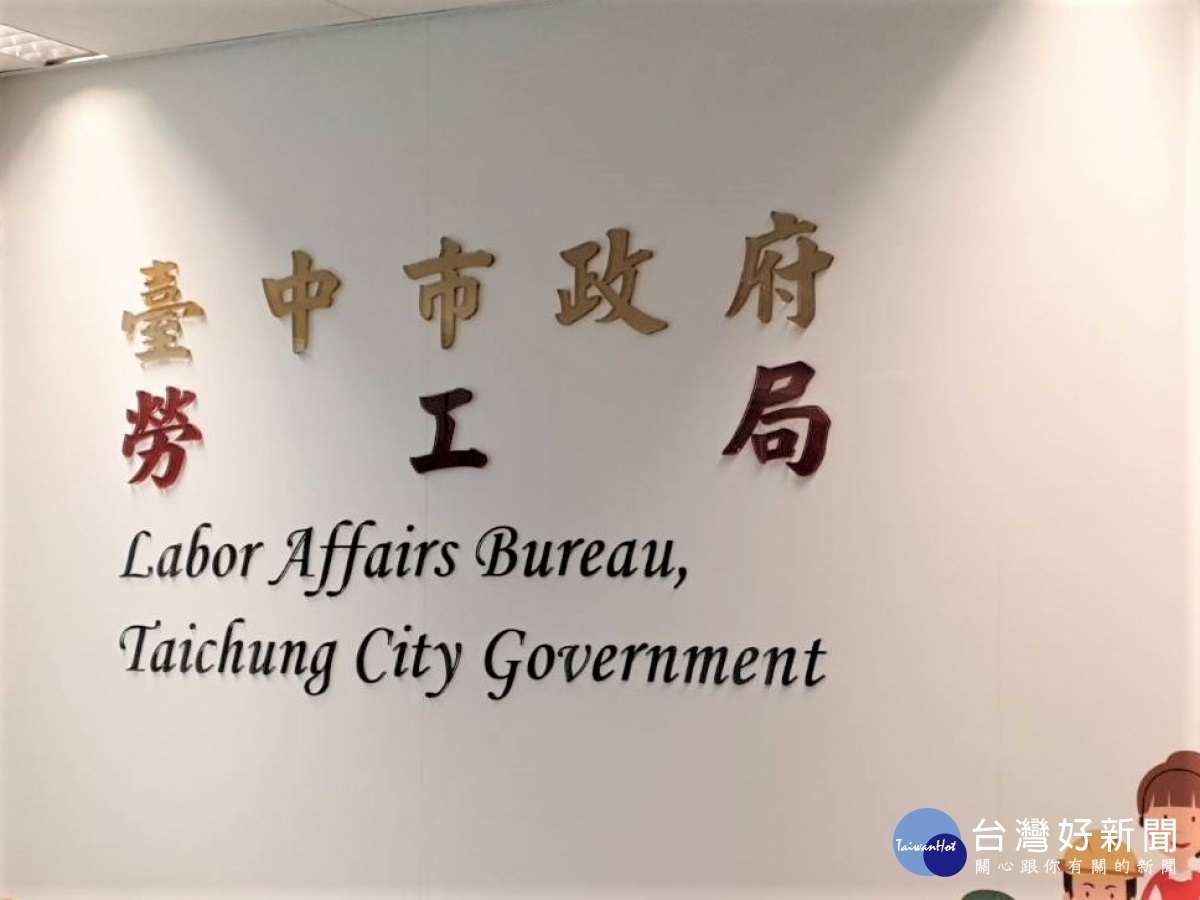 臺中市政府
勞工局
Labor Affairs Bureau,
Taichung City Government
TaiwanHot
台灣好新聞
關心跟你有關的新聞